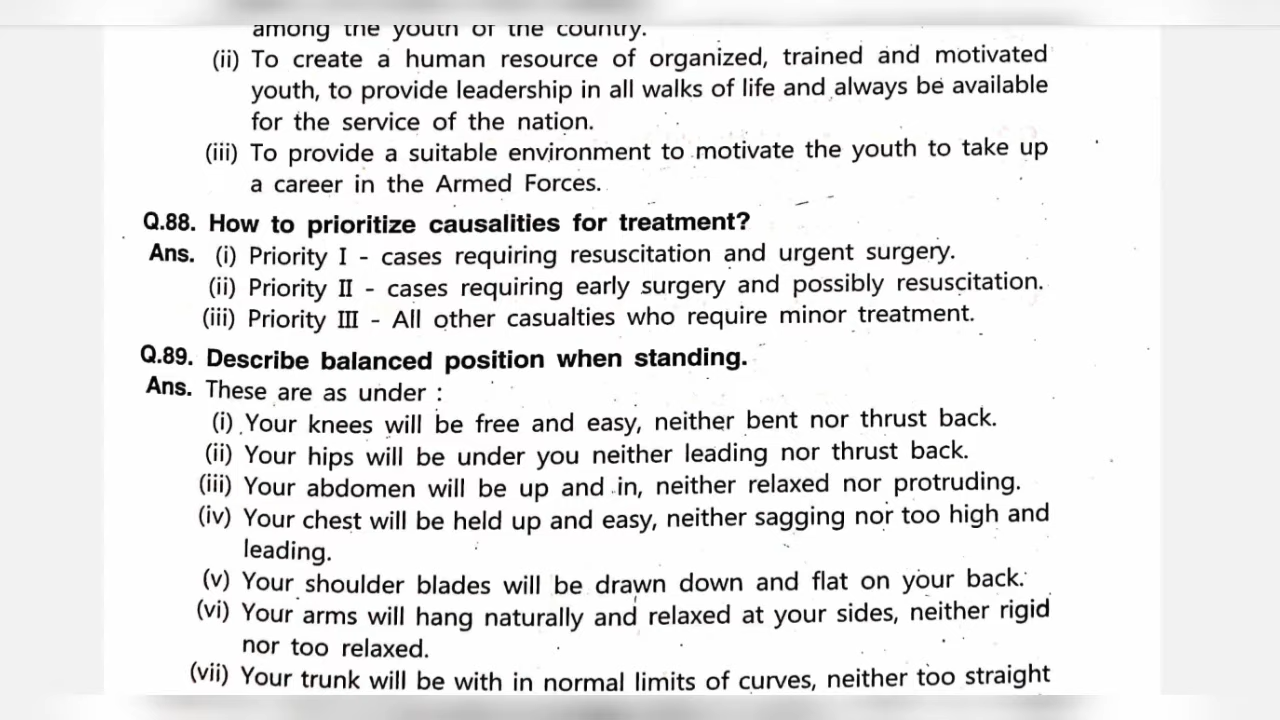 among the youth of the country.
(ii) To create a human resource of organized, trained and motivated
youth, to provide leadership in all walks of life and always be available
for the service of the nation.
(iii) To provide a suitable environment to motivate the youth to take up
a career in the Armed Forces.
Q.88. How to prioritize causalities for treatment?
Ans. (i) Priority I - cases requiring resuscitation and urgent surgery.
(ii) Priority II - cases requiring early surgery and possibly resuscitation.
(iii) Priority III - All other casualties who require minor treatment.
Q.89. Describe balanced position when standing.
Ans. These are as under :
(i) Your knees will be free and easy, neither bent nor thrust back.
(ii) Your hips will be under you neither leading nor thrust back.
(iii) Your abdomen will be up and in, neither relaxed nor protruding.
(iv) Your chest will be held up and easy, neither sagging nor too high and
leading.
(v) Your shoulder blades will be drawn down and flat on your back.
(vi) Your arms will hang naturally and relaxed at your sides, neither rigid
nor too relaxed.
(vii) Your trunk will be with in normal limits of curves, neither too straight